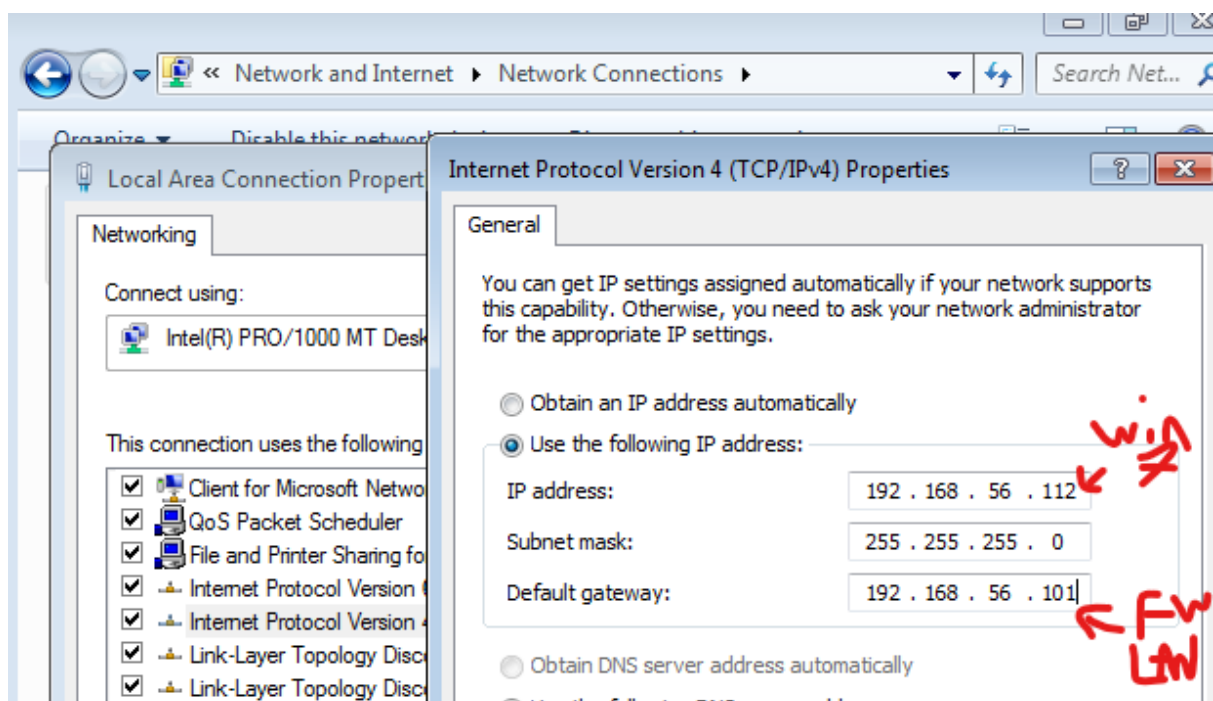 « Network and Internet ▸ Network Connections ▸
Search Net...
Organize
Disable this network
Local Area Connection Propert
Internet Protocol Version 4 (TCP/IPv4) Properties
Networking
General
Connect using:
Intel(R) PRO/1000 MT Desk
You can get IP settings assigned automatically if your network supports
this capability. Otherwise, you need to ask your network administrator
for the appropriate IP settings.
Obtain an IP address automatically
Use the following IP address:
win
7
IP address: 192 . 168 . 56 . 112
Subnet mask: 255 . 255 . 255 . 0
Default gateway: 192 . 168 . 56 . 101
FW
LAN
Obtain DNS server address automatically
This connection uses the following
Client for Microsoft Netwo
QoS Packet Scheduler
File and Printer Sharing fo
Internet Protocol Version
Internet Protocol Version
Link-Layer Topology Disco
Link-Layer Topology Disco